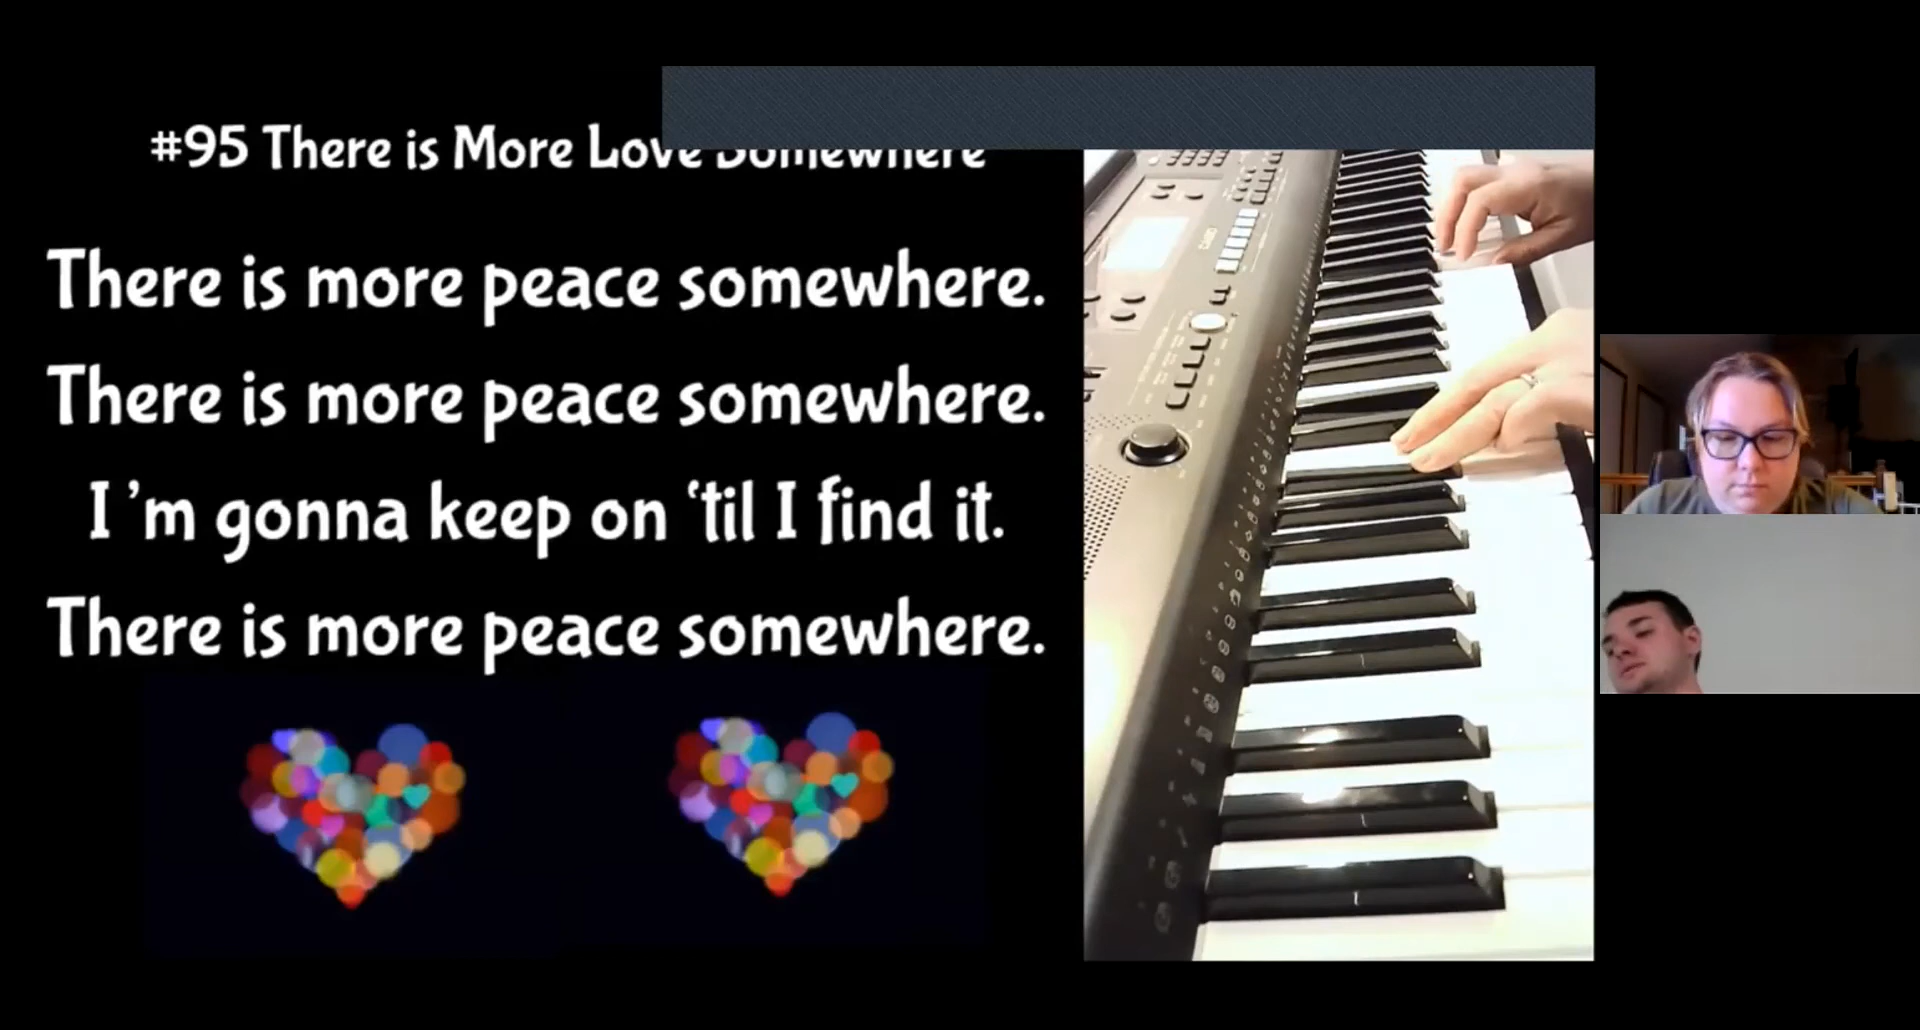 #95 There is More Love Somewhere
There is more peace somewhere.
There is more peace somewhere.
I'm gonna keep on ‘til I find it.
There is more peace somewhere.